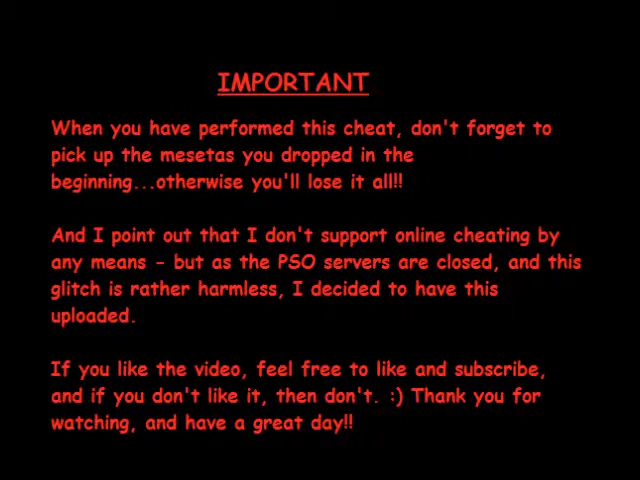 IMPORTANT
When you have performed this cheat, don't forget to
pick up the mesetas you dropped in the
beginning...otherwise you'll lose it all!!
And I point out that I don't support online cheating by
any means - but as the PSO servers are closed, and this
glitch is rather harmless, I decided to have this
uploaded.
If you like the video, feel free to like and subscribe,
and if you don't like it, then don't. :) Thank you for
watching, and have a great day!!